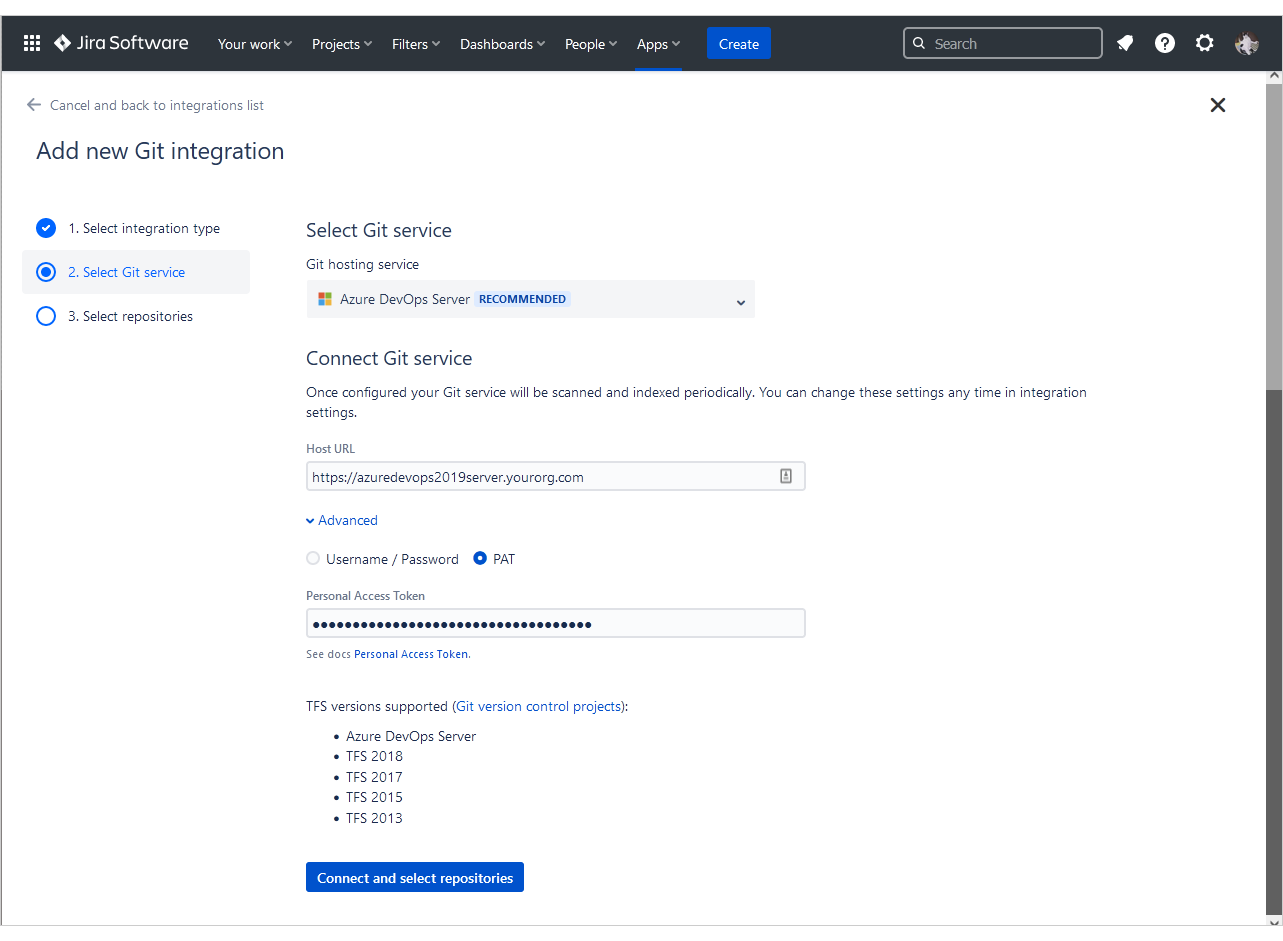 Jira Software Your work Projects Filters Dashboards People Apps Create Search
Cancel and back to integrations list
Add new Git integration
1. Select integration type
2. Select Git service
3. Select repositories
Select Git service
Git hosting service
Azure DevOps Server RECOMMENDED
Connect Git service
Once configured your Git service will be scanned and indexed periodically. You can change these settings any time in integration
settings.
Host URL
https://azuredevops2019server.yourorg.com
Advanced
Username / Password PAT
Personal Access Token
•••••••••••••••••••••••••••••••••••
See docs Personal Access Token.
TFS versions supported (Git version control projects):
• Azure DevOps Server
• TFS 2018
• TFS 2017
• TFS 2015
• TFS 2013
Connect and select repositories